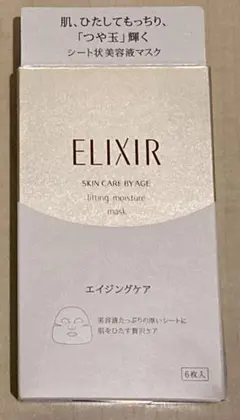 肌、ひたしてもっちり、
「つや玉」輝く
シート状美容液マスク
ELIXIR
SKIN CARE BY AGE
lifting moisture
mask
エイジングケア
美容液たっぷりの厚いシートに
肌をひたす贅沢ケア
6枚入